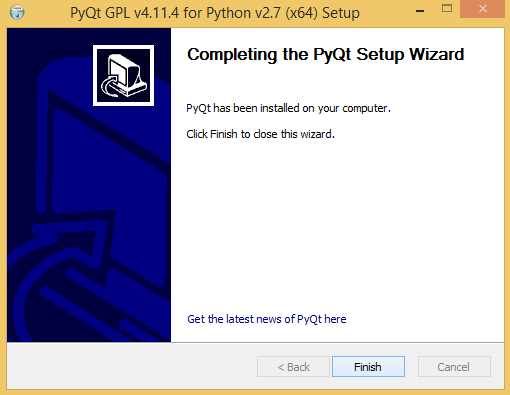 PyQt GPL v4.11.4 for Python v2.7 (x64) Setup
Completing the PyQt Setup Wizard
PyQt has been installed on your computer.
Click Finish to close this wizard.
Get the latest news of PyQt here
< Back
Finish
Cancel